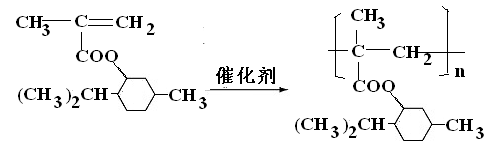 CH₃—C=CH₂
COO
(CH₃)₂CH
CH₃
催化剂
CH₃
C—CH₂
n
COO
(CH₃)₂CH
CH₃